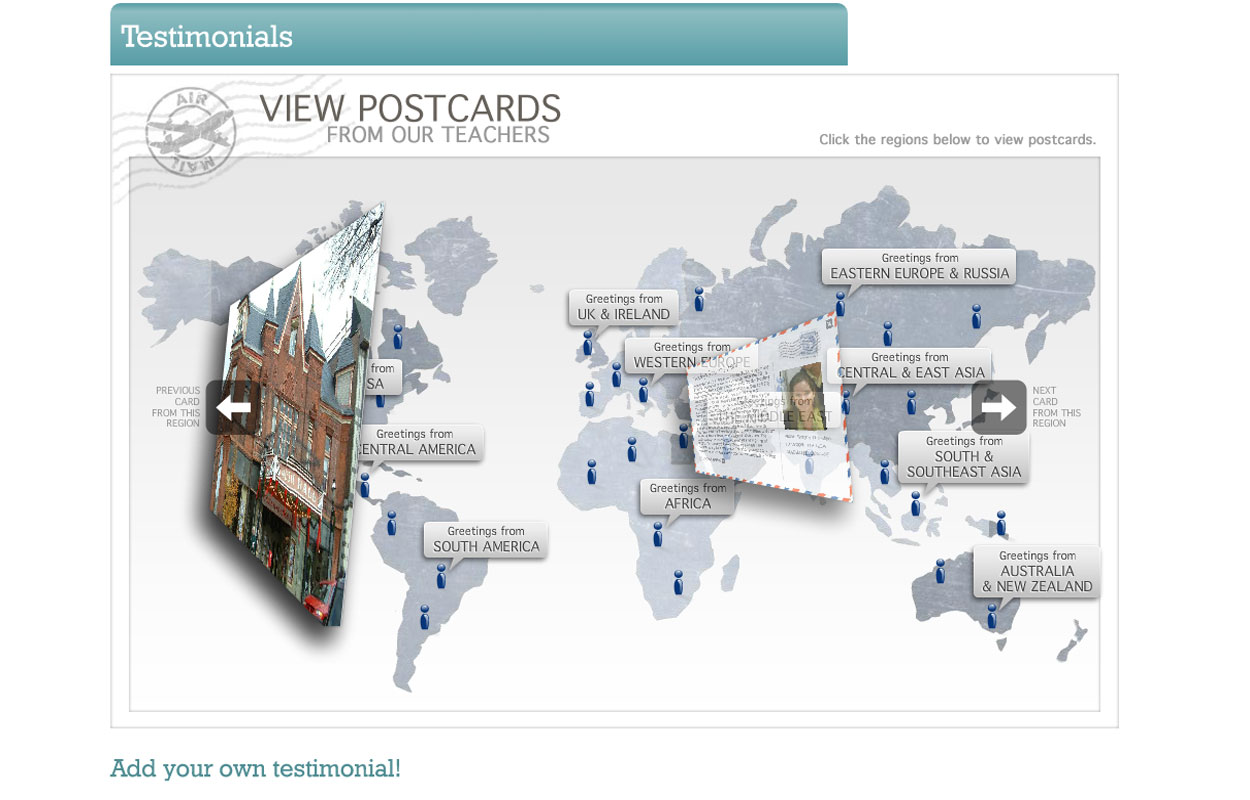 Testimonials
AIR
MAIL
VIEW POSTCARDS
FROM OUR TEACHERS
Click the regions below to view postcards.
Greetings from
EASTERN EUROPE & RUSSIA
Greetings from
UK & IRELAND
Greetings from
WESTERN EUROPE
Greetings from
CENTRAL & EAST ASIA
from
SA
PREVIOUS
CARD
FROM THIS
REGION
NEXT
CARD
FROM THIS
REGION
Greetings from
MIDDLE EAST
Greetings from
ENTRAL AMERICA
Greetings from
SOUTH &
SOUTHEAST ASIA
Greetings from
AFRICA
Greetings from
SOUTH AMERICA
Greetings from
AUSTRALIA
& NEW ZEALAND
Add your own testimonial!